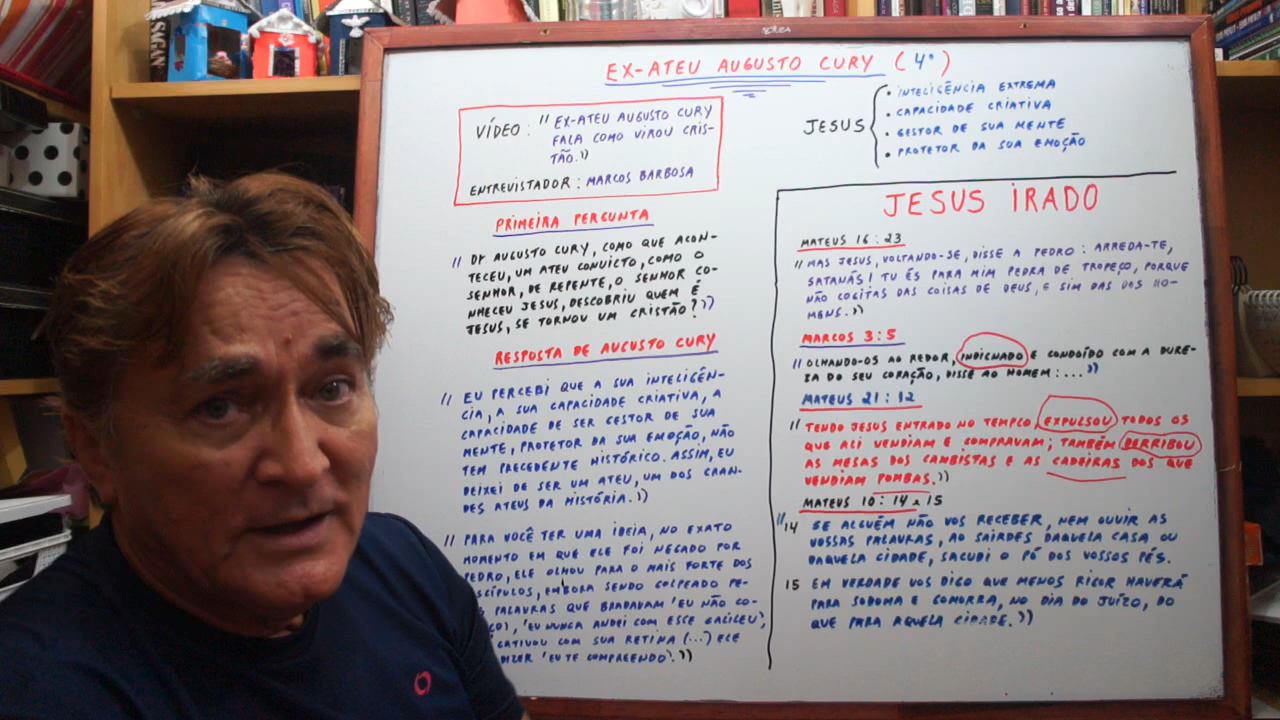 SAGAN
EX-ATEU AUGUSTO CURY (4º)
VÍDEO: "EX-ATEU AUGUSTO CURY
FALA COMO VIROU CRIS-
TÃO."
ENTREVISTADOR: MARCOS BARBOSA
PRIMEIRA PERGUNTA
"Dr AUGUSTO CURY, COMO QUE ACON-
TECEU, UM ATEU CONVICTO, COMO O
SENHOR, DE REPENTE, O SENHOR CO-
NHECEU JESUS, DESCOBRIU QUEM É
JESUS, SE TORNOU UM CRISTÃO?"
RESPOSTA DE AUGUSTO CURY
"EU PERCEBI QUE A SUA INTELIGÊN-
CIA, A SUA CAPACIDADE CRIATIVA, A
CAPACIDADE DE SER GESTOR DE SUA
MENTE, PROTETOR DA SUA EMOÇÃO, NÃO
TEM PRECEDENTE HISTÓRICO. ASSIM, EU
DEIXEI DE SER UM ATEU, UM DOS GRAN-
DES ATEUS DA HISTÓRIA."
"PARA VOCÊ TER UMA IDEIA, NO EXATO
MOMENTO EM QUE ELE FOI NEGADO POR
PEDRO, ELE OLHOU PARA O MAIS FORTE DOS
SCÍPULOS, EMBORA SENDO GOLPEADO PE-
PALAVRAS QUE BRADAVAM 'EU NÃO CO-
ÇO', 'EU NUNCA ANDEI COM ESSE GALILEU',
CATIVOU COM SUA RETINA (...) ELE
DIZER 'EU TE COMPREENDO'."
JESUS
• INTELIGÊNCIA EXTREMA
• CAPACIDADE CRIATIVA
• GESTOR DE SUA MENTE
• PROTETOR DA SUA EMOÇÃO
JESUS IRADO
MATEUS 16:23
"MAS JESUS, VOLTANDO-SE, DISSE A PEDRO: ARREDA-TE,
SATANÁS! TU ÉS PARA MIM PEDRA DE TROPEÇO, PORQUE
NÃO COGITAS DAS COISAS DE DEUS, E SIM DAS DOS HO-
MENS."
MARCOS 3:5
"OLHANDO-OS AO REDOR, INDIGNADO E CONDOÍDO COM A DURE-
ZA DO SEU CORAÇÃO, DISSE AO HOMEM:..."
MATEUS 21:12
"TENDO JESUS ENTRADO NO TEMPLO, EXPULSOU TODOS OS
QUE ALI VENDIAM E COMPRAVAM; TAMBÉM DERRIBOU
AS MESAS DOS CAMBISTAS E AS CADEIRAS DOS QUE
VENDIAM POMBAS."
MATEUS 10:14 e 15
"14 SE ALGUÉM NÃO VOS RECEBER, NEM OUVIR AS
VOSSAS PALAVRAS, AO SAIRDES DAQUELA CASA OU
DAQUELA CIDADE, SACUDI O PÓ DOS VOSSOS PÉS.
15 EM VERDADE VOS DIGO QUE MENOS RIGOR HAVERÁ
PARA SODOMA E GOMORRA, NO DIA DO JUÍZO, DO
QUE PARA AQUELA CIDADE."